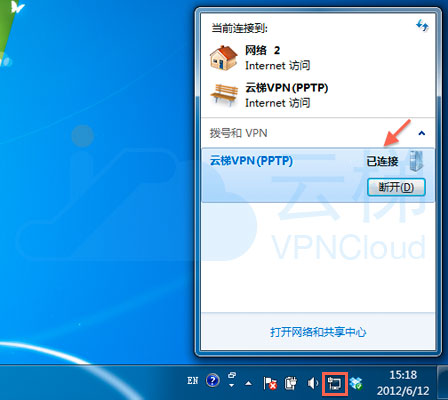 当前连接到:
网络 2
Internet 访问
云梯VPN(PPTP)
Internet 访问
拨号和 VPN
云梯VPN(PPTP)
已连接
断开(D)
云梯
VPNCloud
打开网络和共享中心
EN
15:18
2012/6/12